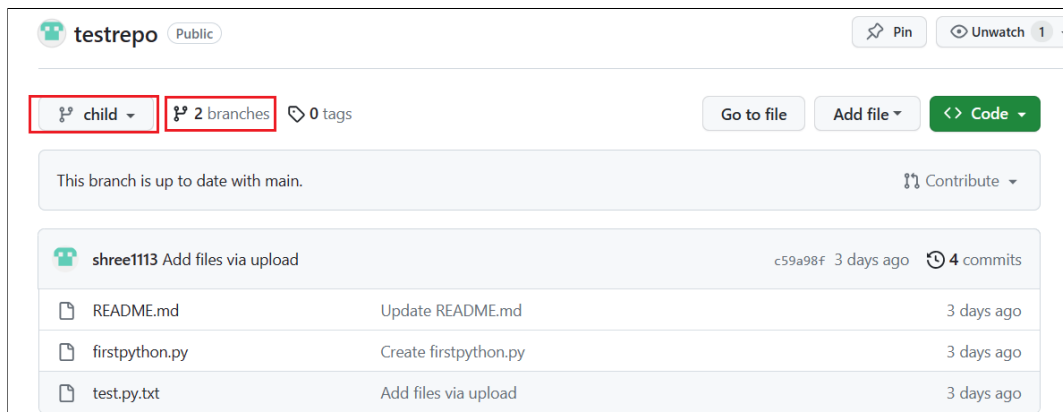 testrepo Public Pin Unwatch 1
child 2 branches 0 tags Go to file Add file <> Code
This branch is up to date with main. Contribute
shree1113 Add files via upload c59a98f 3 days ago 4 commits
README.md Update README.md 3 days ago
firstpython.py Create firstpython.py 3 days ago
test.py.txt Add files via upload 3 days ago